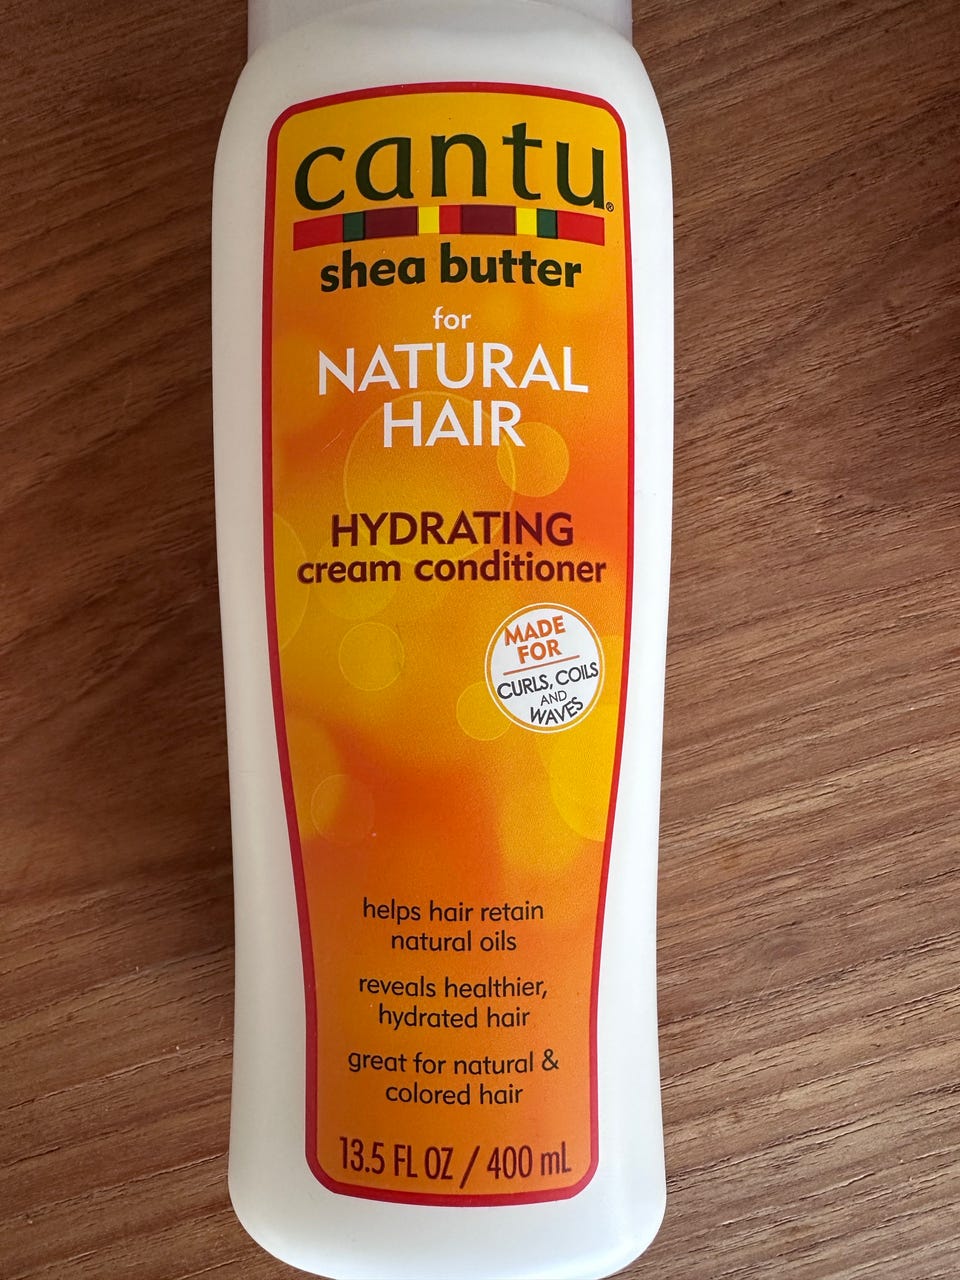 cantu®
shea butter
for
NATURAL
HAIR
HYDRATING
cream conditioner
MADE
FOR
CURLS, COILS
AND
WAVES
helps hair retain
natural oils
reveals healthier,
hydrated hair
great for natural &
colored hair
13.5 FL OZ / 400 mL